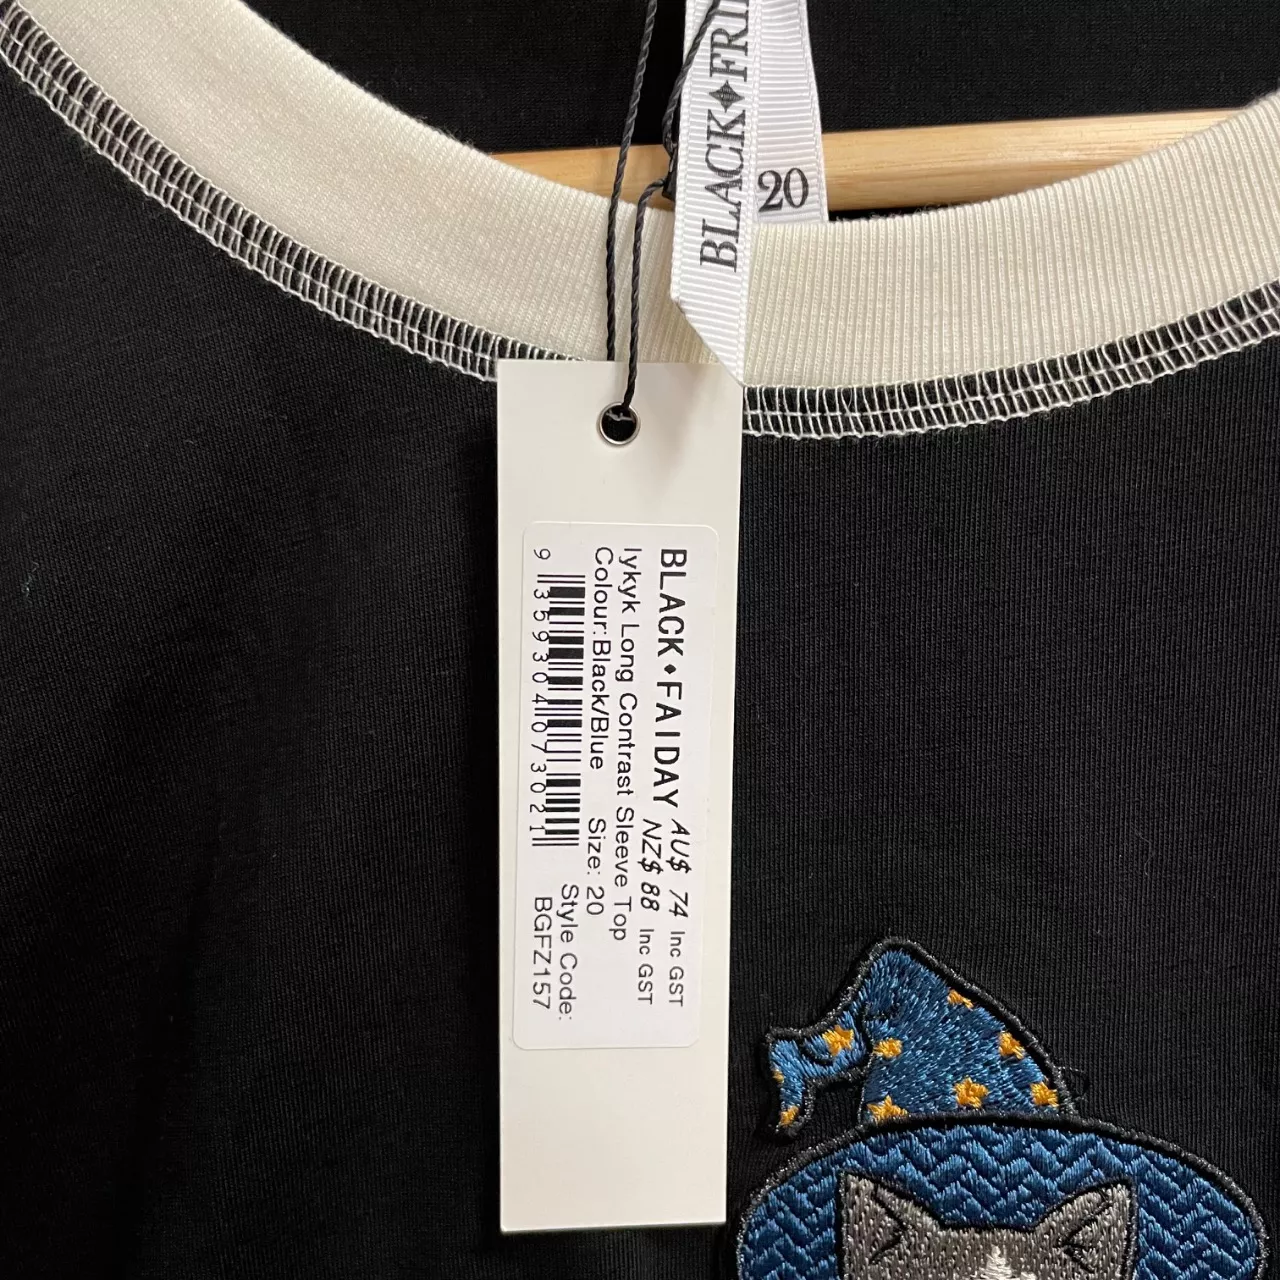 BLACK♦FRI
20
BLACK♦FAIDAY
AU$ 74 Inc GST
NZ$ 88 Inc GST
Iykyk Long Contrast Sleeve Top
Colour:Black/Blue Size: 20
9 359304 073021
Style Code:
BGFZ157